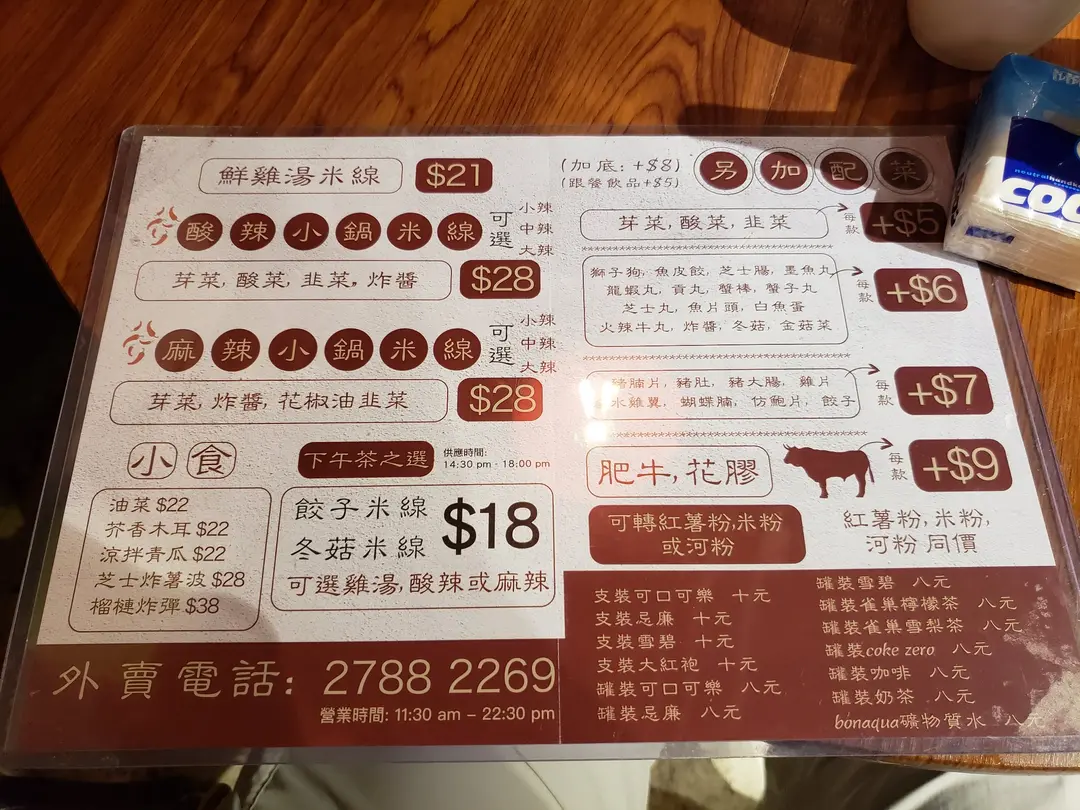 鮮雞湯米線 $21
酸辣小鍋米線 可選 小辣 中辣 大辣
芽菜, 酸菜, 韭菜, 炸醬 $28
麻辣小鍋米線 可選 小辣 中辣 大辣
芽菜, 炸醬, 花椒油韭菜 $28
小食
油菜 $22
芥香木耳 $22
涼拌青瓜 $22
芝士炸薯波 $28
榴槤炸彈 $38
下午茶之選 供應時間:
14:30 pm - 18:00 pm
餃子米線
冬菇米線 $18
可選雞湯, 酸辣或麻辣
外賣電話: 2788 2269
營業時間: 11:30 am – 22:30 pm
(加底: +$8)
(跟餐飲品+$5)
另加配菜
芽菜, 酸菜, 韭菜 每款 +$5
獅子狗, 魚皮餃, 芝士腸, 墨魚丸
龍蝦丸, 貢丸, 蟹棒, 蟹子丸
芝士丸, 魚片頭, 白魚蛋
火辣牛丸, 炸醬, 冬菇, 金菇菜
每款 +$6
豬腩片, 豬肚, 豬大腸, 雞片
水雞翼, 蝴蝶腩, 仿鮑片, 餃子
每款 +$7
肥牛, 花膠 每款 +$9
可轉紅薯粉, 米粉
或河粉
紅薯粉, 米粉,
河粉 同價
支裝可口可樂 十元
支裝忌廉 十元
支裝雪碧 十元
支裝大紅袍 十元
罐裝可口可樂 八元
罐裝忌廉 八元
罐裝雪碧 八元
罐裝雀巢檸檬茶 八元
罐裝雀巢雪梨茶 八元
罐裝coke zero 八元
罐裝咖啡 八元
罐裝奶茶 八元
bonaqua礦物質水 八元